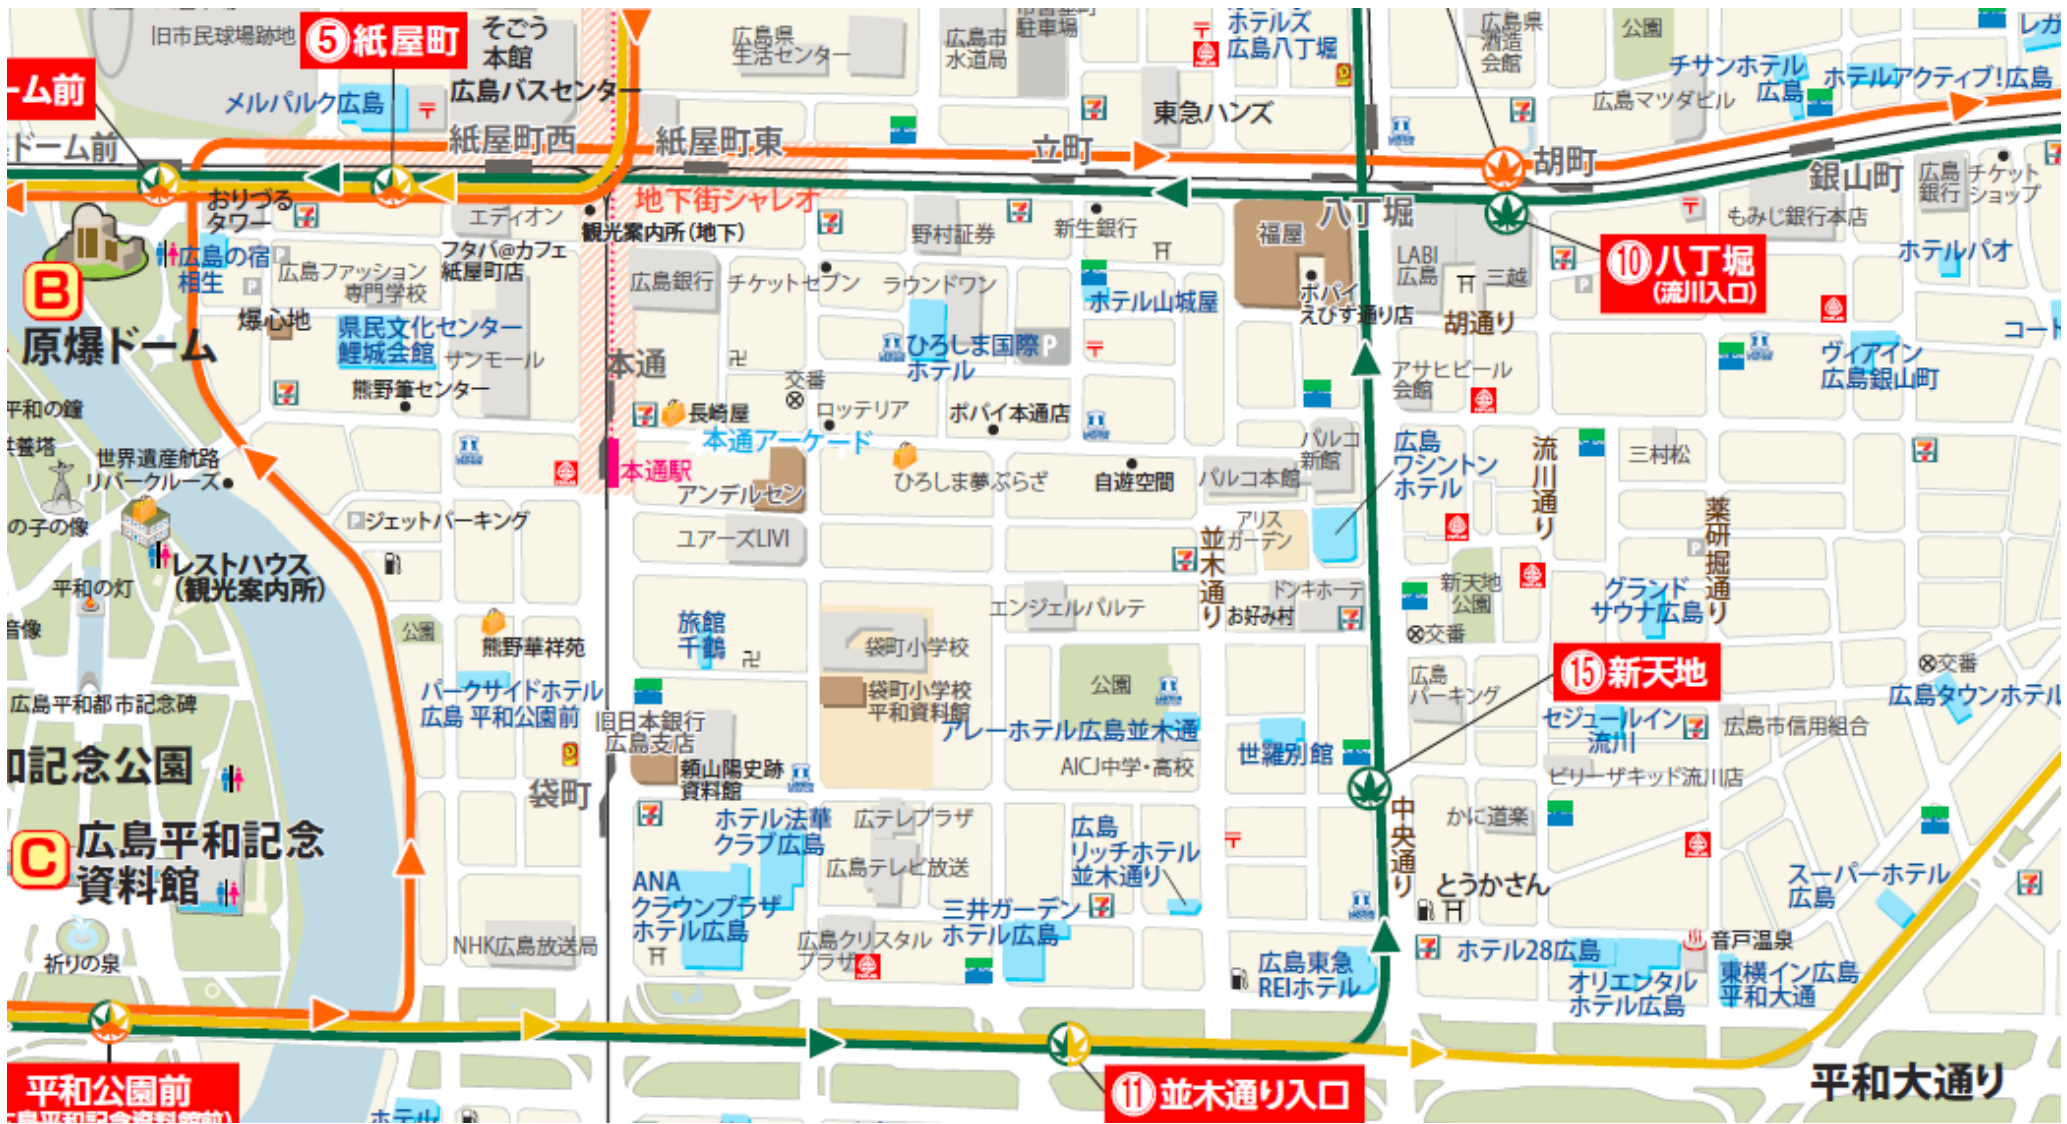 旧市民球場跡地
⑤紙屋町
そごう
本館
広島県
生活センター
広島市
水道局
駐車場
ホテルズ
広島八丁堀
広島県
酒造
会館
公園
レガ
ーム前
メルパルク広島
広島バスセンター
東急ハンズ
チサンホテル
広島
ホテルアクティブ!広島
広島マツダビル
ドーム前
紙屋町西
紙屋町東
立町
胡町
銀山町
広島
銀行
チケット
ショップ
おりづる
タワー
エディオン
地下街シャレオ
観光案内所(地下)
野村証券
新生銀行
福屋
八丁堀
もみじ銀行本店
⑩八丁堀
(流川入口)
ホテルパオ
B
原爆ドーム
広島の宿
相生
広島ファッション
専門学校
フタバ@カフェ
紙屋町店
広島銀行
チケットセブン
ラウンドワン
ホテル山城屋
ポパイ
えびす通り店
LABI
広島
三越
胡通り
爆心地
県民文化センター
鯉城会館
サンモール
本通
ひろしま国際
ホテル
P
アサヒビール
会館
ヴィアイン
広島銀山町
コート
平和の鐘
熊野筆センター
長崎屋
交番
ロッテリア
ポパイ本通店
本通アーケード
供養塔
世界遺産航路
リバークルーズ
本通駅
アンデルセン
ひろしま夢ぷらざ
自遊空間
パルコ
新館
パルコ本館
広島
ワシントン
ホテル
流川通り
三村松
薬研堀通り
の子の像
ジェットパーキング
ユアーズLIVI
並木通り
アリス
ガーデン
レストハウス
(観光案内所)
平和の灯
音像
公園
熊野華祥苑
旅館
千鶴
エンジェルパルテ
お好み村
ドンキホーテ
新天地
公園
交番
グランド
サウナ広島
袋町小学校
袋町小学校
平和資料館
公園
広島
パーキング
⑮新天地
交番
広島タウンホテル
広島平和都市記念碑
パークサイドホテル
広島 平和公園前
旧日本銀行
広島支店
アレーホテル広島並木通
世羅別館
セジュールイン
流川
広島市信用組合
和記念公園
袋町
頼山陽史跡
資料館
AICJ中学・高校
ビリーザキッド流川店
C
広島平和記念
資料館
ホテル法華
クラブ広島
広テレプラザ
広島テレビ放送
広島
リッチホテル
並木通り
中央通り
かに道楽
とうかさん
スーパーホテル
広島
ANA
クラウンプラザ
ホテル広島
三井ガーデン
ホテル広島
広島クリスタル
プラザ
NHK広島放送局
祈りの泉
広島東急
REIホテル
ホテル28広島
音戸温泉
オリエンタル
ホテル広島
東横イン広島
平和大通
平和公園前
広島平和記念資料館前)
⑪並木通り入口
平和大通り
ホテル